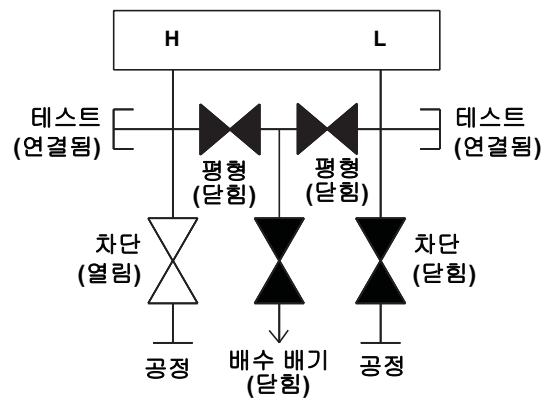 H
L
테스트
(연결됨)
테스트
(연결됨)
평형
(닫힘)
평형
(닫힘)
차단
(열림)
차단
(닫힘)
공정
배수 배기
(닫힘)
공정